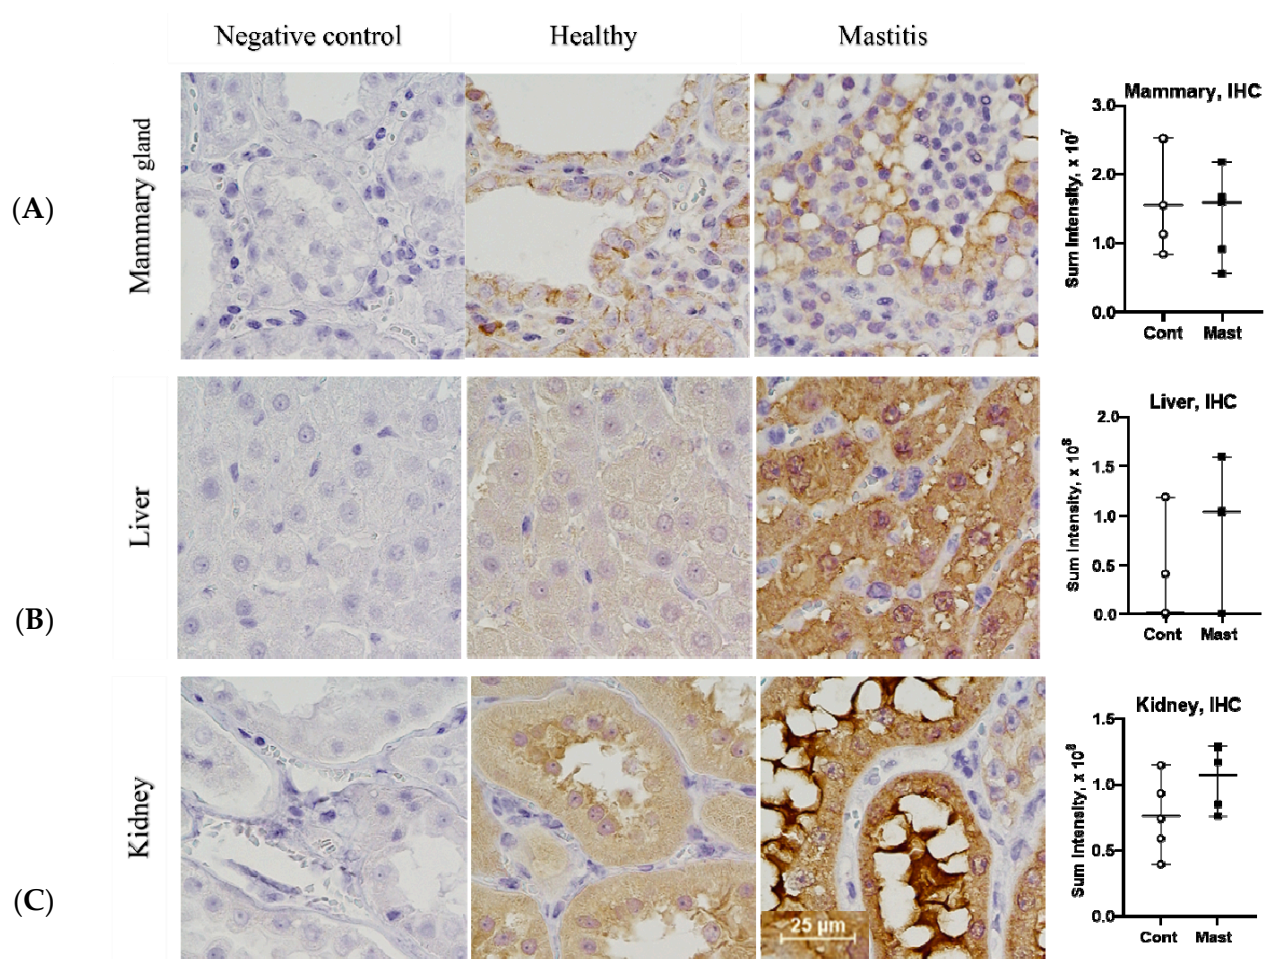 Negative control Healthy Mastitis
(A)
Mammary gland
Mammary, IHC
Sum Intensity, x 10⁷
3.0
2.0
1.0
0.0
Cont Mast
(B)
Liver
Liver, IHC
Sum Intensity, x 10⁸
2.0
1.5
1.0
0.5
0.0
Cont Mast
(C)
Kidney
25 µm
Kidney, IHC
Sum Intensity, x 10⁸
1.5
1.0
0.5
0.0
Cont Mast